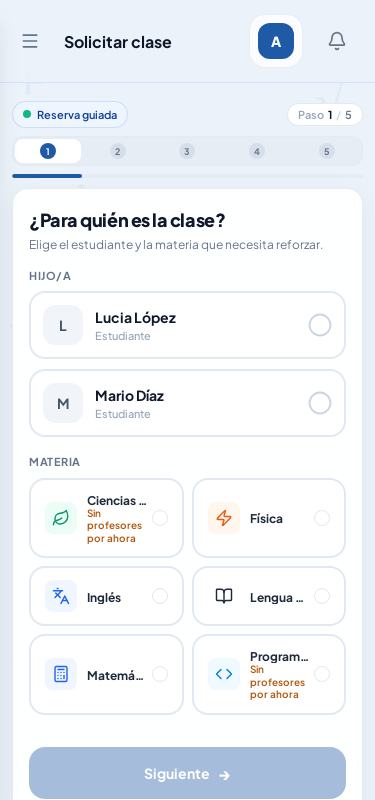 Solicitar clase
A
Reserva guiada
Paso 1 / 5
1 2 3 4 5
¿Para quién es la clase?
Elige el estudiante y la materia que necesita reforzar.
HIJO/A
L
Lucia López
Estudiante
M
Mario Díaz
Estudiante
MATERIA
Ciencias ...
Sin
profesores
por ahora
Física
Inglés
Lengua ...
Matemá...
Program...
Sin
profesores
por ahora
Siguiente →